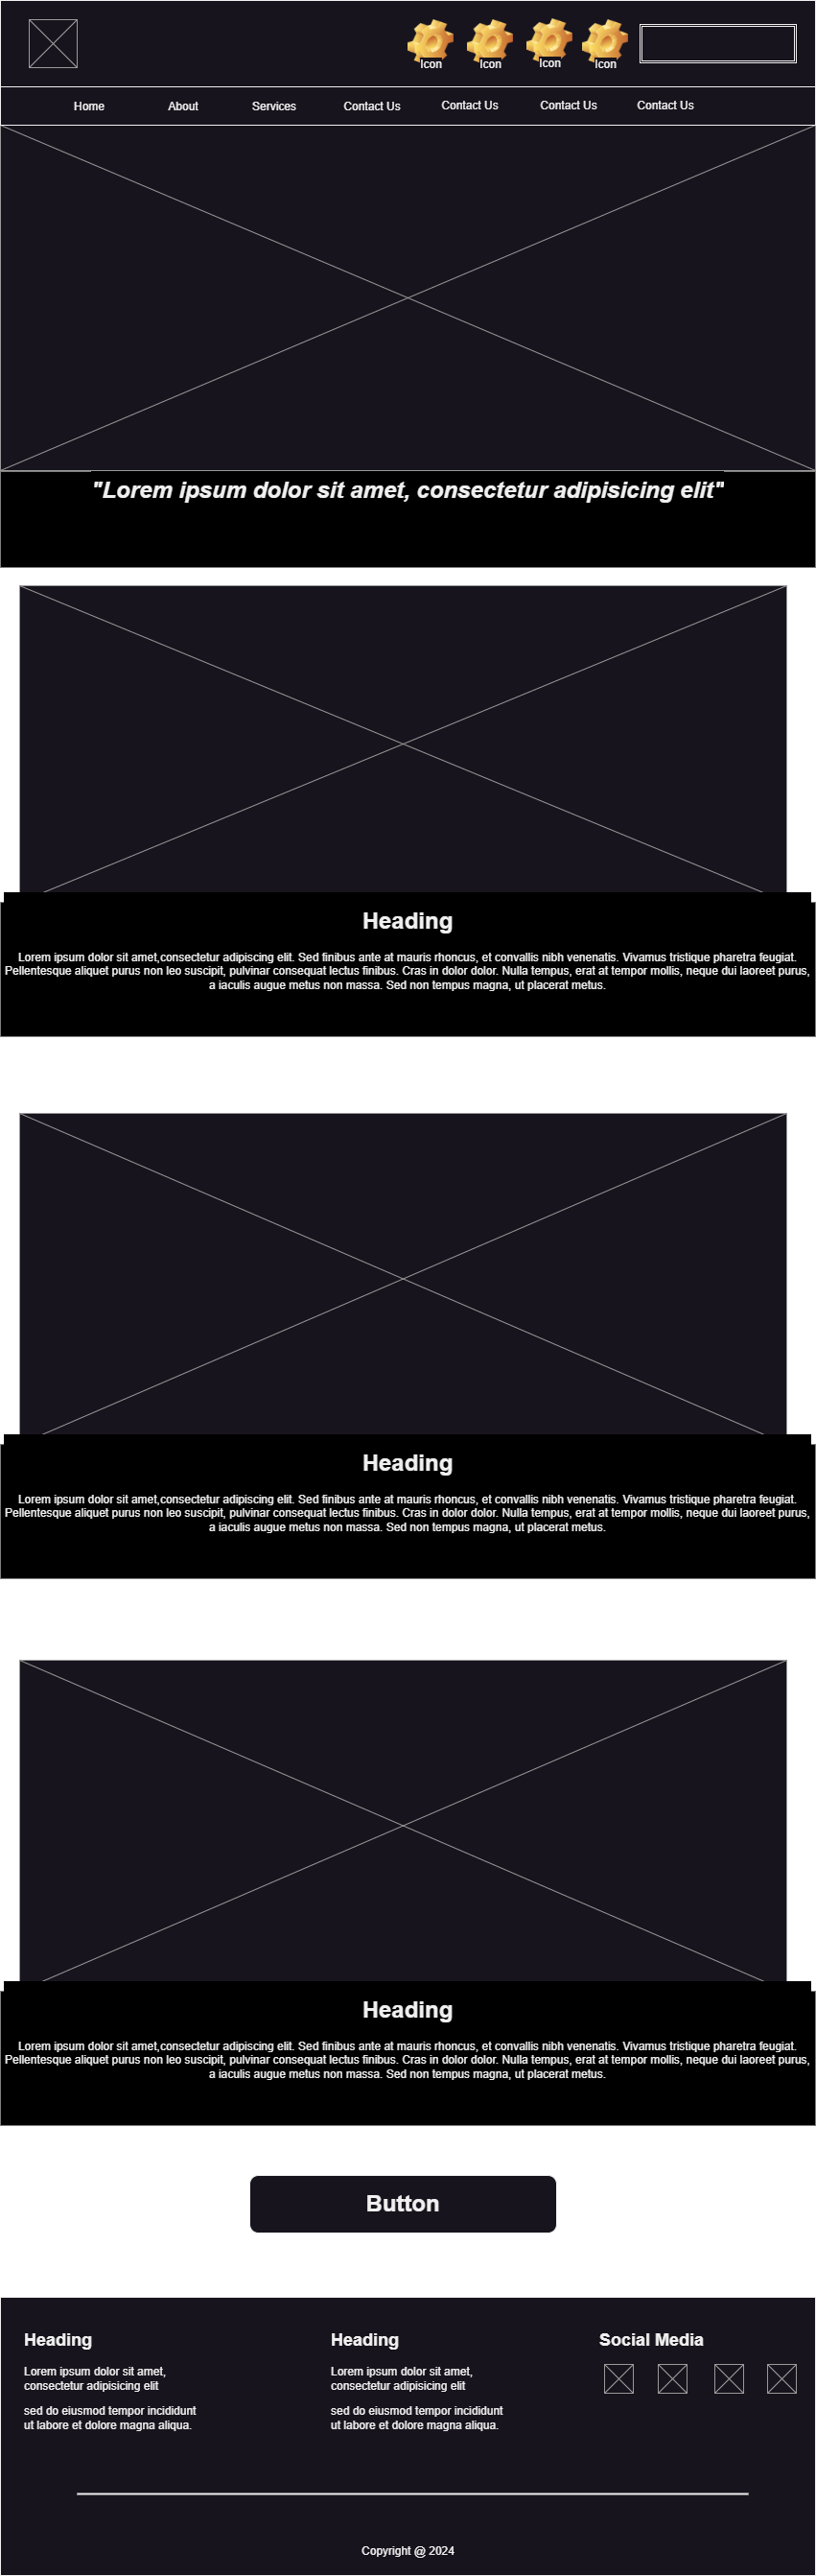 Icon Icon Icon Icon
Home About Services Contact Us Contact Us Contact Us Contact Us
"Lorem ipsum dolor sit amet, consectetur adipisicing elit"
Heading
Lorem ipsum dolor sit amet,consectetur adipiscing elit. Sed finibus ante at mauris rhoncus, et convallis nibh venenatis. Vivamus tristique pharetra feugiat.
Pellentesque aliquet purus non leo suscipit, pulvinar consequat lectus finibus. Cras in dolor dolor. Nulla tempus, erat at tempor mollis, neque dui laoreet purus,
a iaculis augue metus non massa. Sed non tempus magna, ut placerat metus.
Heading
Lorem ipsum dolor sit amet,consectetur adipiscing elit. Sed finibus ante at mauris rhoncus, et convallis nibh venenatis. Vivamus tristique pharetra feugiat.
Pellentesque aliquet purus non leo suscipit, pulvinar consequat lectus finibus. Cras in dolor dolor. Nulla tempus, erat at tempor mollis, neque dui laoreet purus,
a iaculis augue metus non massa. Sed non tempus magna, ut placerat metus.
Heading
Lorem ipsum dolor sit amet,consectetur adipiscing elit. Sed finibus ante at mauris rhoncus, et convallis nibh venenatis. Vivamus tristique pharetra feugiat.
Pellentesque aliquet purus non leo suscipit, pulvinar consequat lectus finibus. Cras in dolor dolor. Nulla tempus, erat at tempor mollis, neque dui laoreet purus,
a iaculis augue metus non massa. Sed non tempus magna, ut placerat metus.
Button
Heading
Lorem ipsum dolor sit amet,
consectetur adipisicing elit
sed do eiusmod tempor incididunt
ut labore et dolore magna aliqua.
Heading
Lorem ipsum dolor sit amet,
consectetur adipisicing elit
sed do eiusmod tempor incididunt
ut labore et dolore magna aliqua.
Social Media
Copyright @ 2024